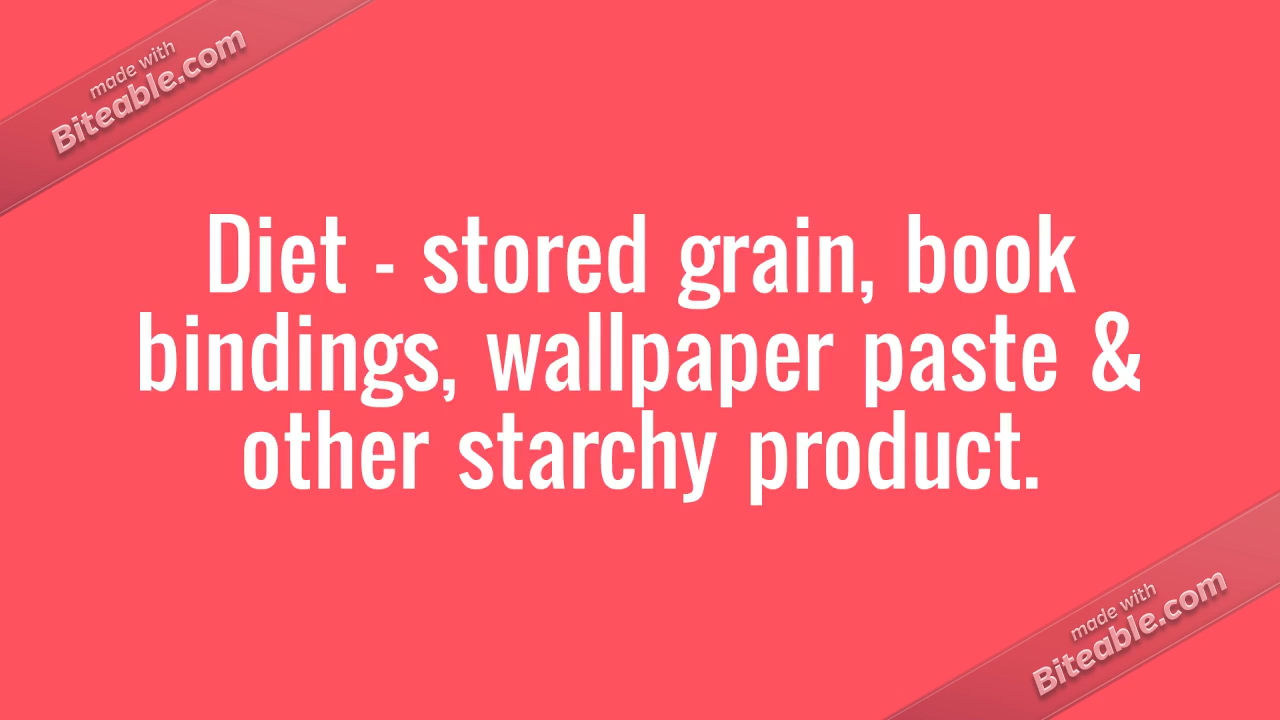 made with
Biteable.com
Diet - stored grain, book
bindings, wallpaper paste &
other starchy product.
made with
Biteable.com